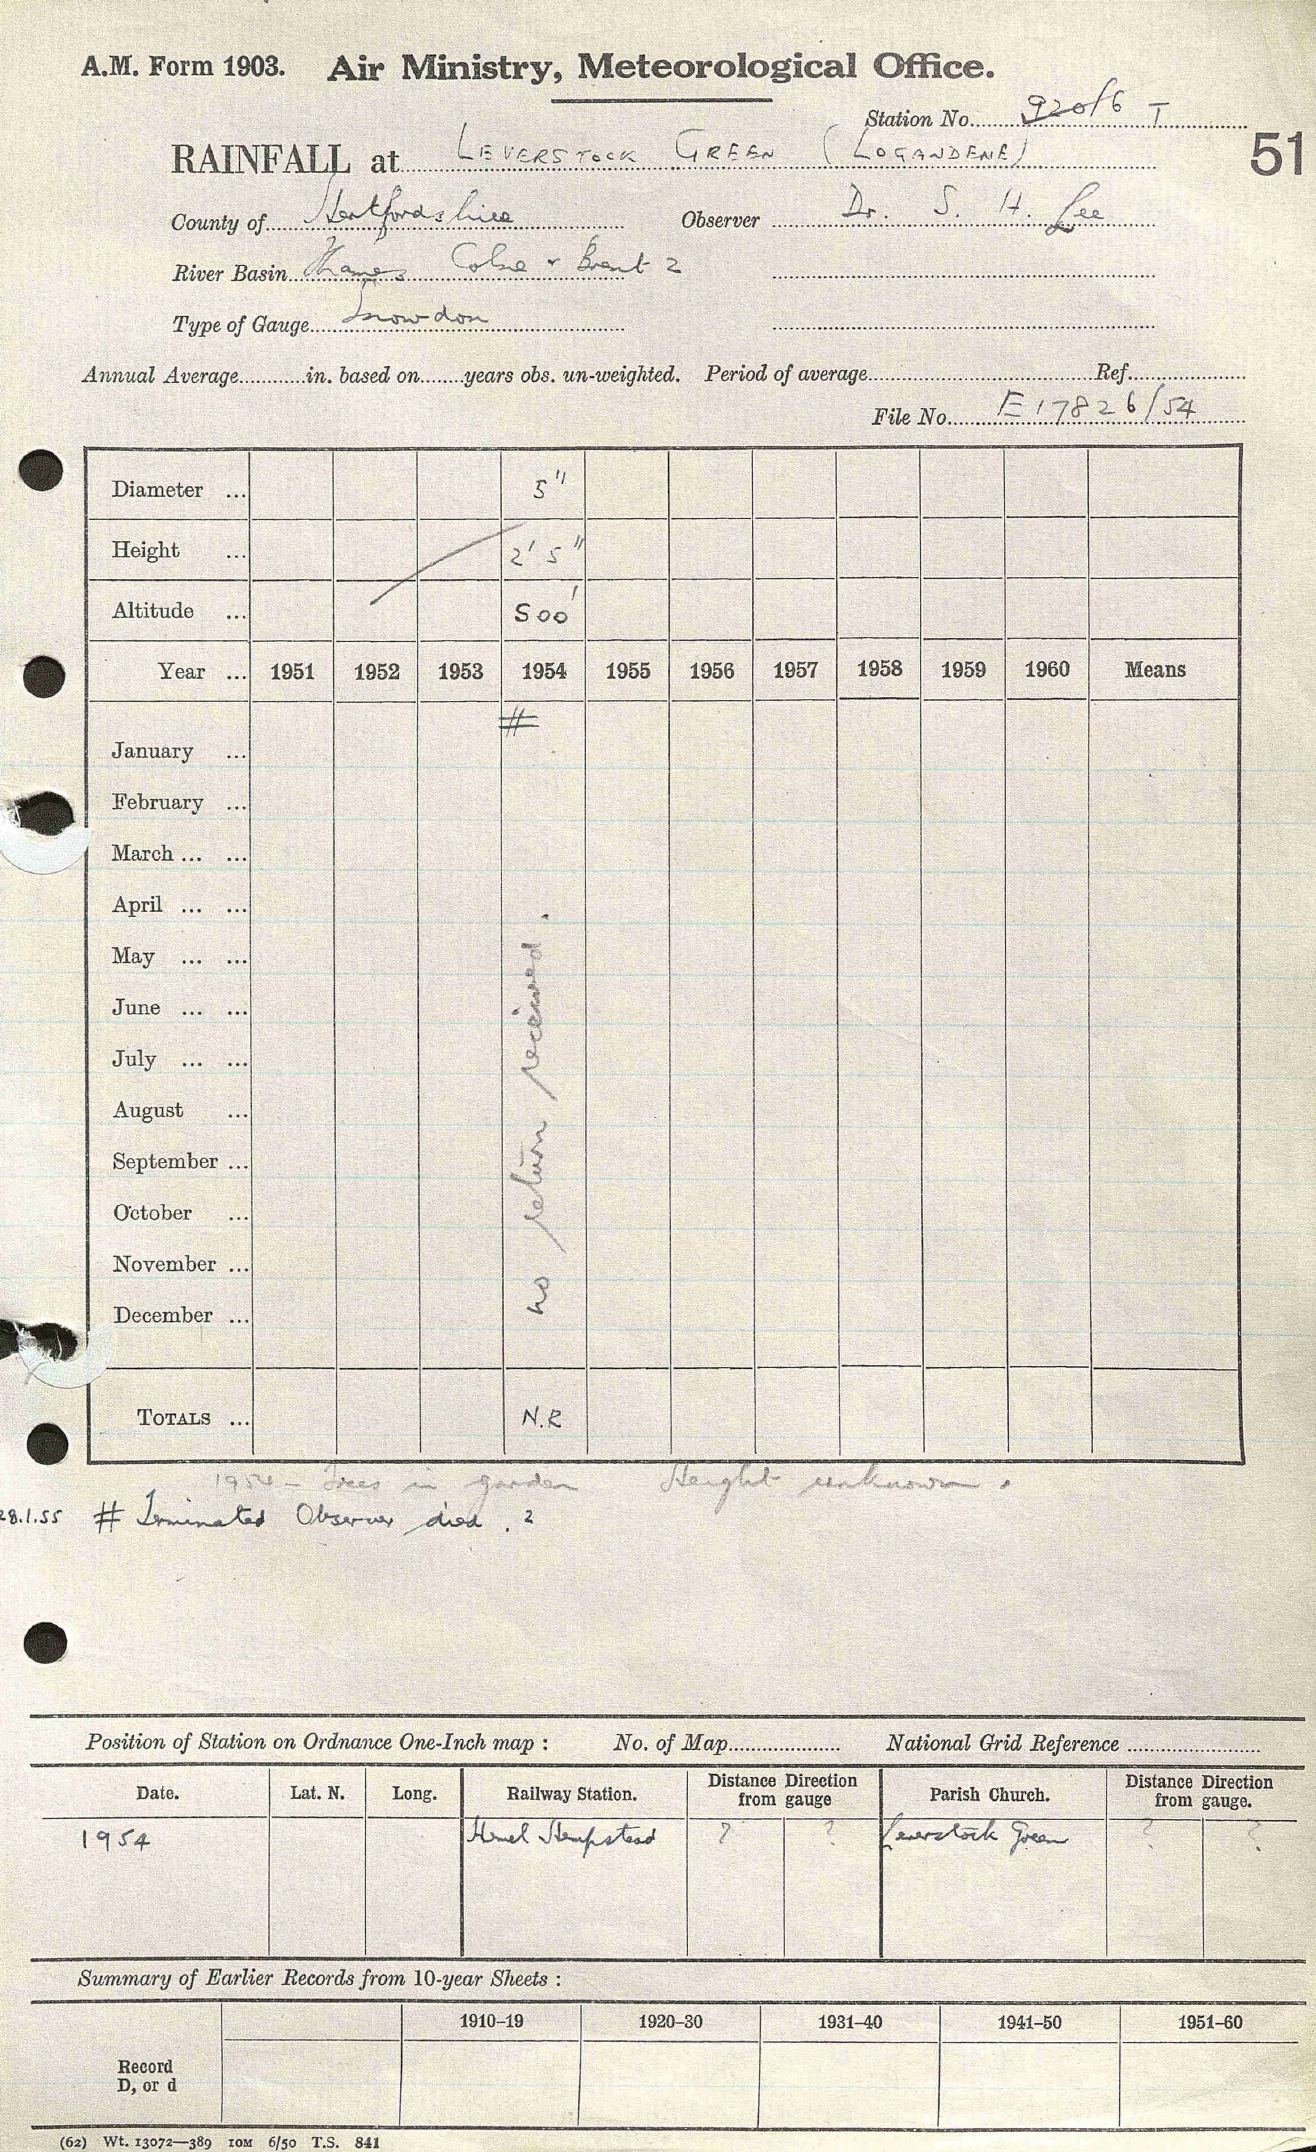 A.M. Form 1903. Air Ministry, Meteorological Office.
Station No. 920/6 T
RAINFALL at LEVERSTOCK GREEN (LOGANDENE)
51
County of Hertfordshire Observer Dr. S. H. Lee
River Basin Thames Colne + Brent 2
Type of Gauge Snowdon
Annual Average............in. based on........years obs. un-weighted. Period of average..........Ref..........
File No. E17826/54
Diameter ... 5"
Height ... 2' 5"
Altitude ... 500'
Year ... 1951 1952 1953 1954 1955 1956 1957 1958 1959 1960 Means
#
January ...
February ...
March ... ...
April ... ...
May ... ...
June ... ...
July ... ...
August ...
September ...
October ...
November ...
December ...
no return received.
TOTALS ... N.R
1954 - Trees in garden Height unknown.
28.1.55 # Terminated Observer died. 2
Position of Station on Ordnance One-Inch map : No. of Map.......... National Grid Reference ..........
Date. Lat. N. Long. Railway Station. Distance Direction from gauge Parish Church. Distance Direction from gauge.
1954 Hemel Hempstead ? ? Leverstock Green ? ?
Summary of Earlier Records from 10-year Sheets :
1910–19 1920–30 1931–40 1941–50 1951–60
Record
D, or d
(62) Wt. 13072—389 10M 6/50 T.S. 841